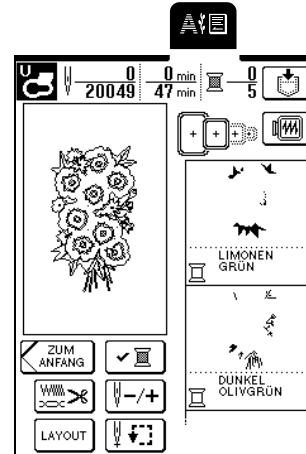 A
U 0 0 min 0
20049 47 min 5
LIMONEN
GRÜN
DUNKEL
OLIVGRÜN
ZUM
ANFANG
-/+
LAYOUT